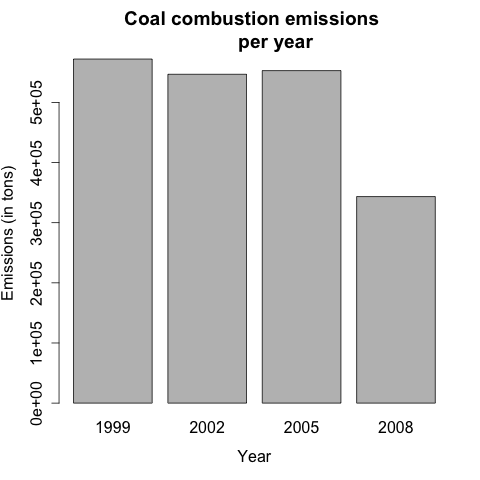 Coal combustion emissions
per year
Emissions (in tons)
5e+05
4e+05
3e+05
2e+05
1e+05
0e+00
1999 2002 2005 2008
Year